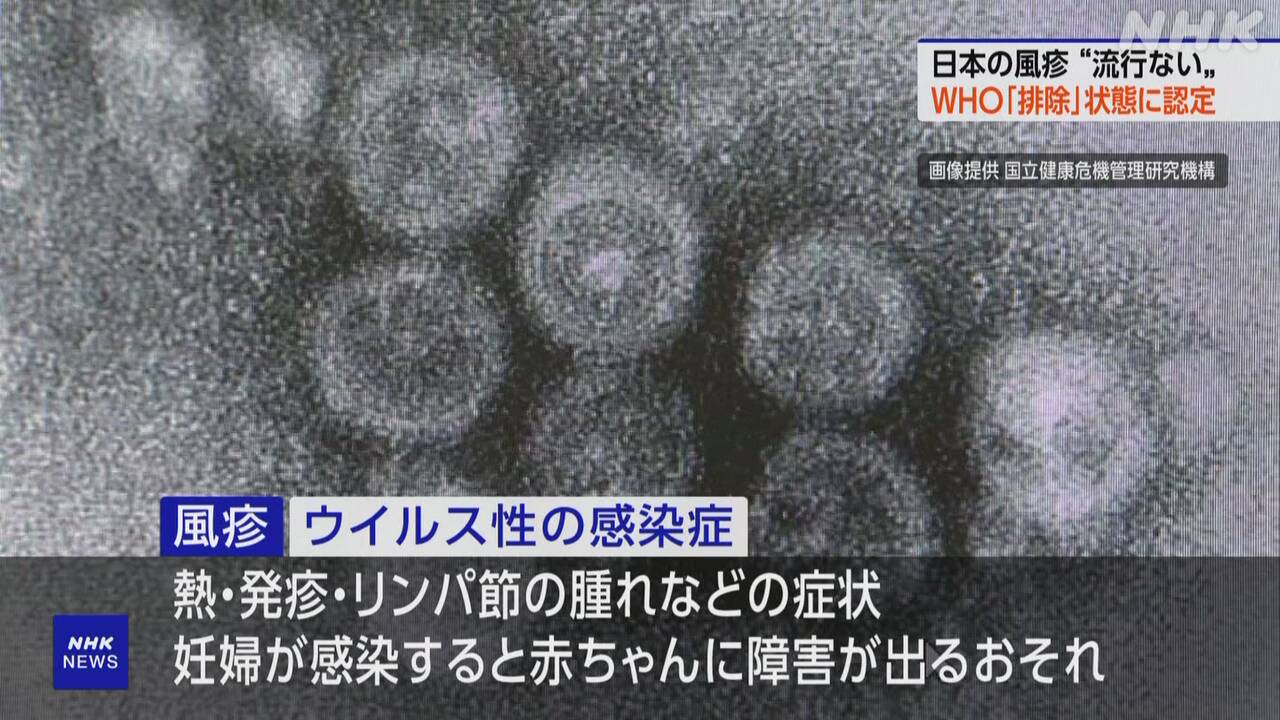 NHK
日本の風疹 “流行ない„
WHO「排除」状態に認定
画像提供 国立健康危機管理研究機構
風疹 ウイルス性の感染症
熱・発疹・リンパ節の腫れなどの症状
妊婦が感染すると赤ちゃんに障害が出るおそれ
NHK
NEWS